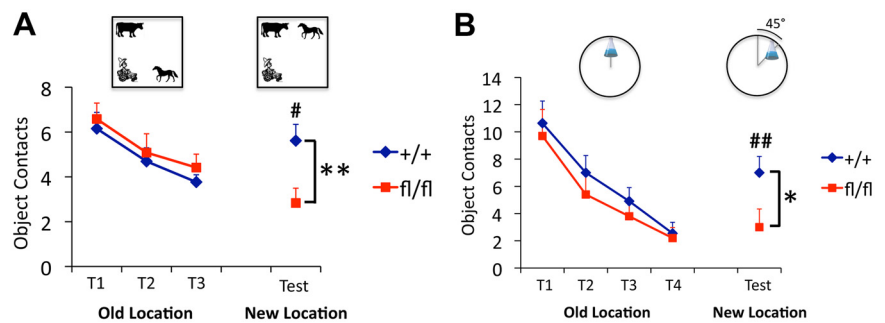 A
8
6
4
2
0
Object Contacts
#
**
+/+
fl/fl
T1 T2 T3 Test
Old Location New Location
B
45°
14
12
10
8
6
4
2
0
Object Contacts
##
*
+/+
fl/fl
T1 T2 T3 T4 Test
Old Location New Location